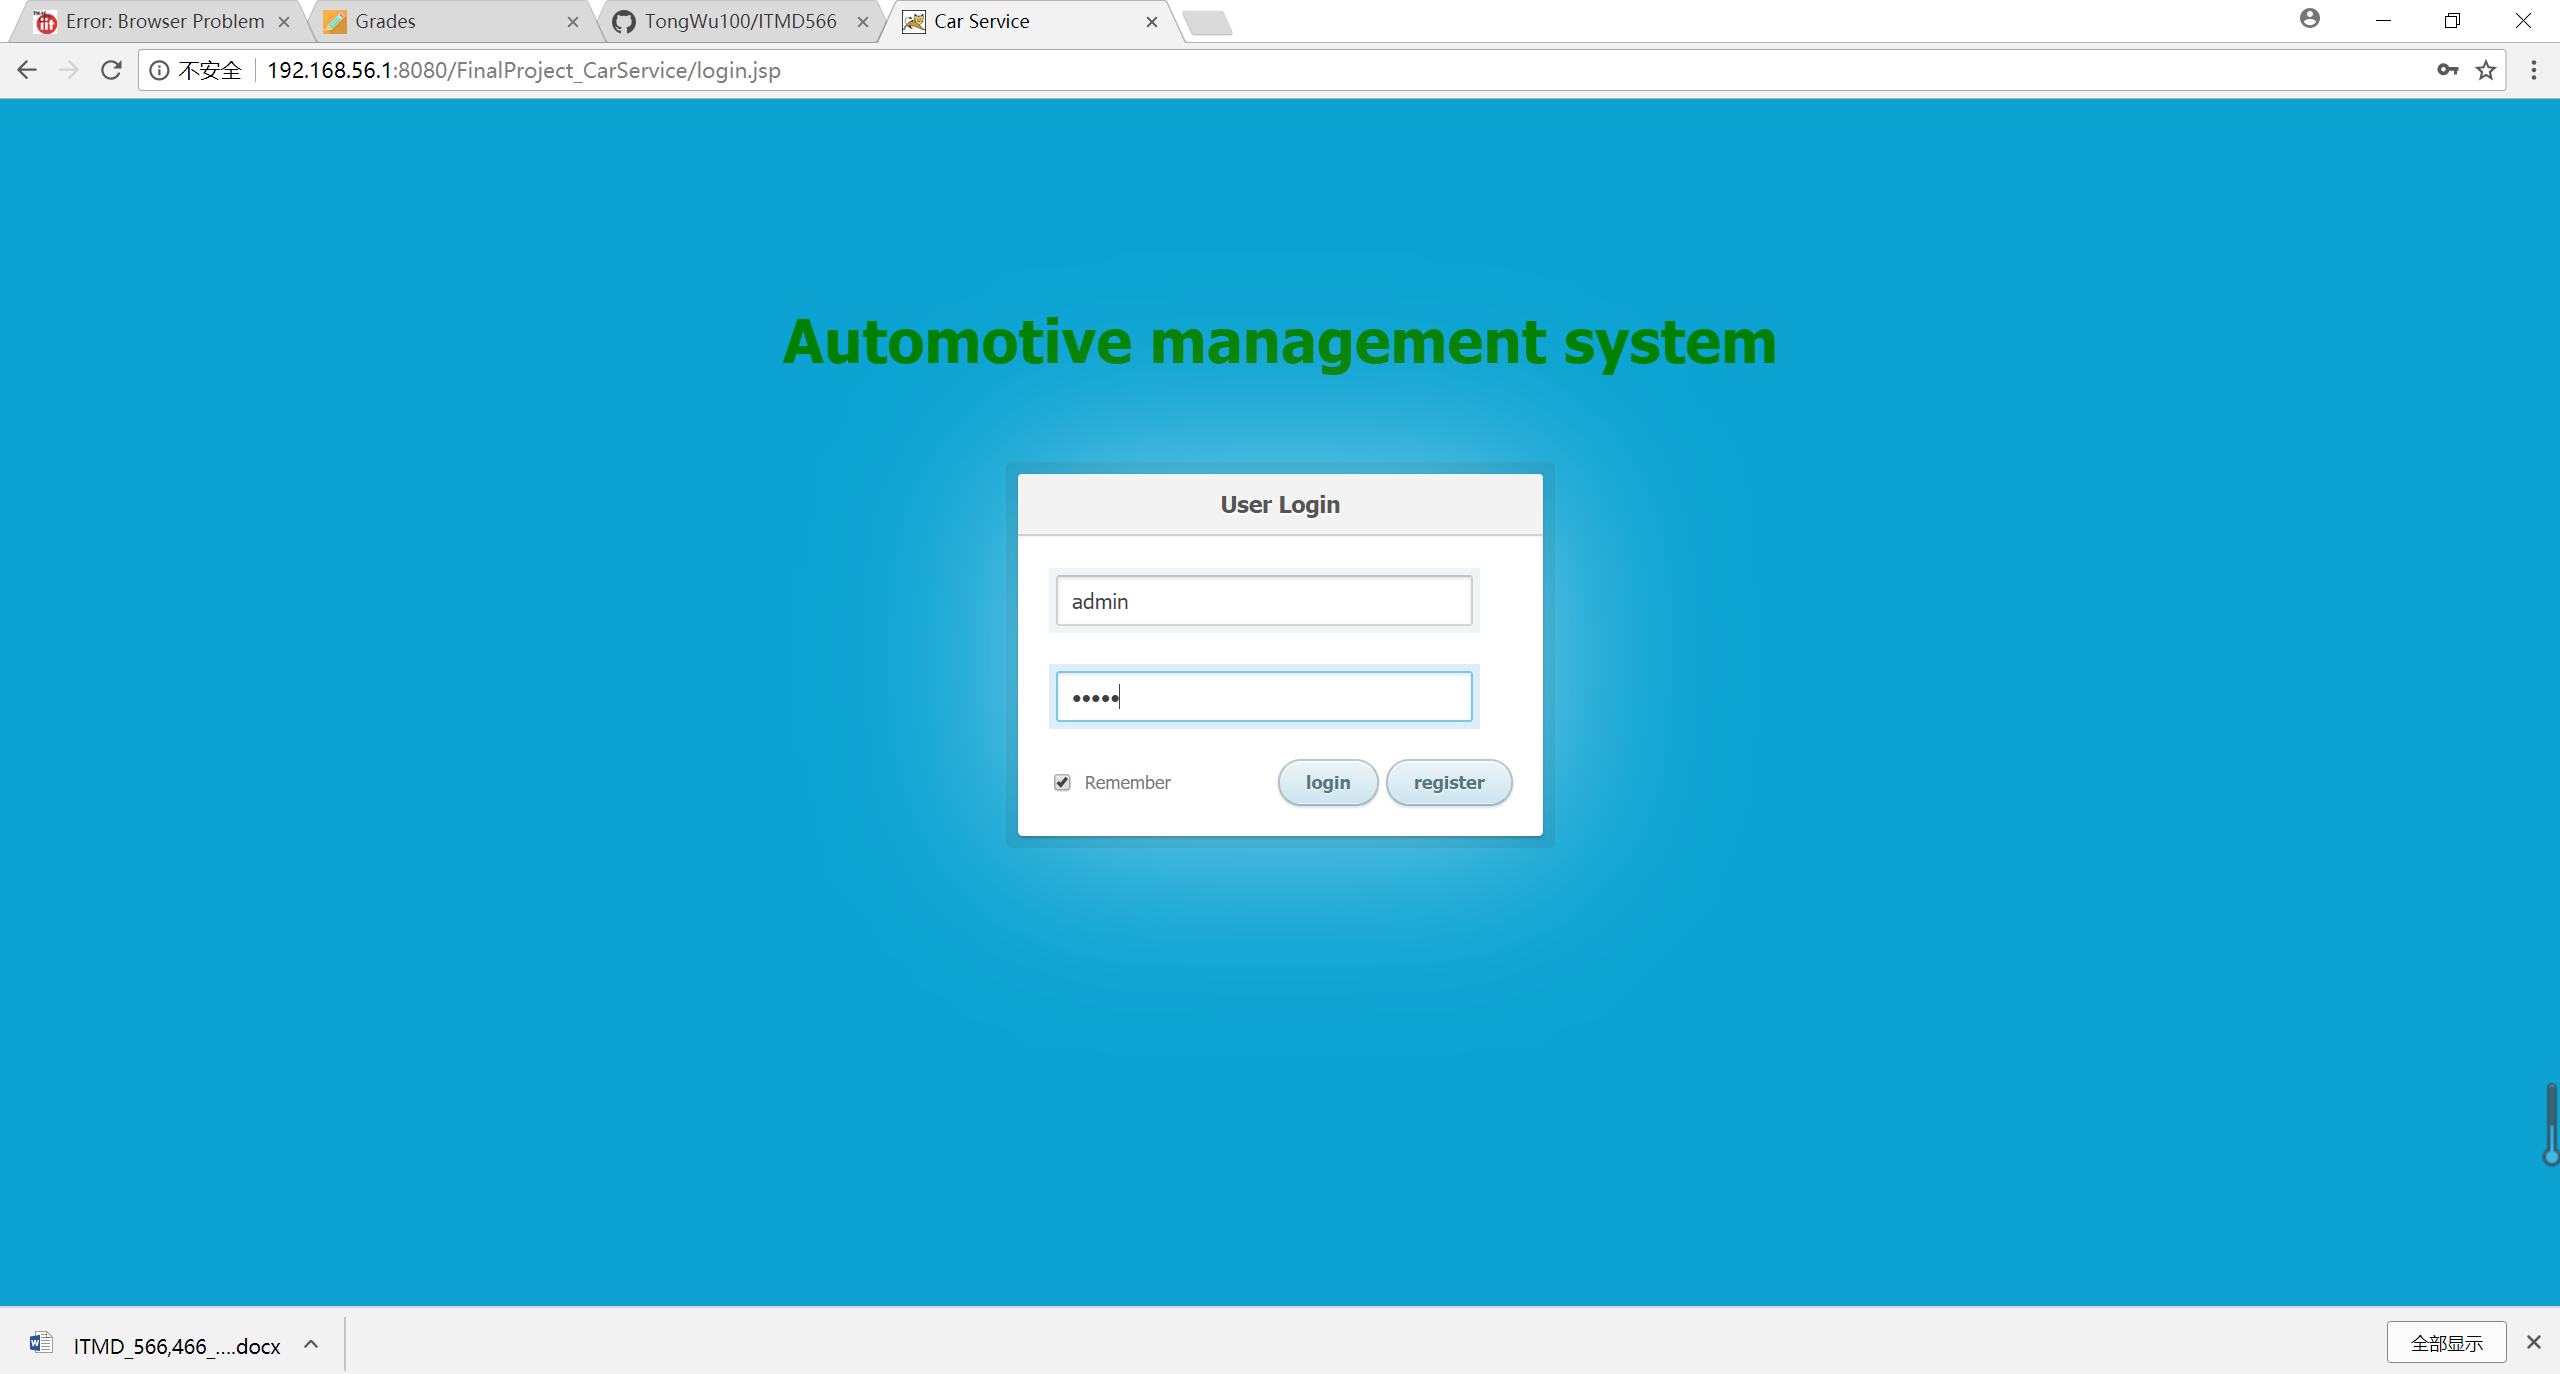 Error: Browser Problem
Grades
TongWu100/ITMD566
Car Service
不安全
192.168.56.1:8080/FinalProject_CarService/login.jsp
Automotive management system
User Login
admin
•••••
Remember
login
register
ITMD_566,466_....docx
全部显示